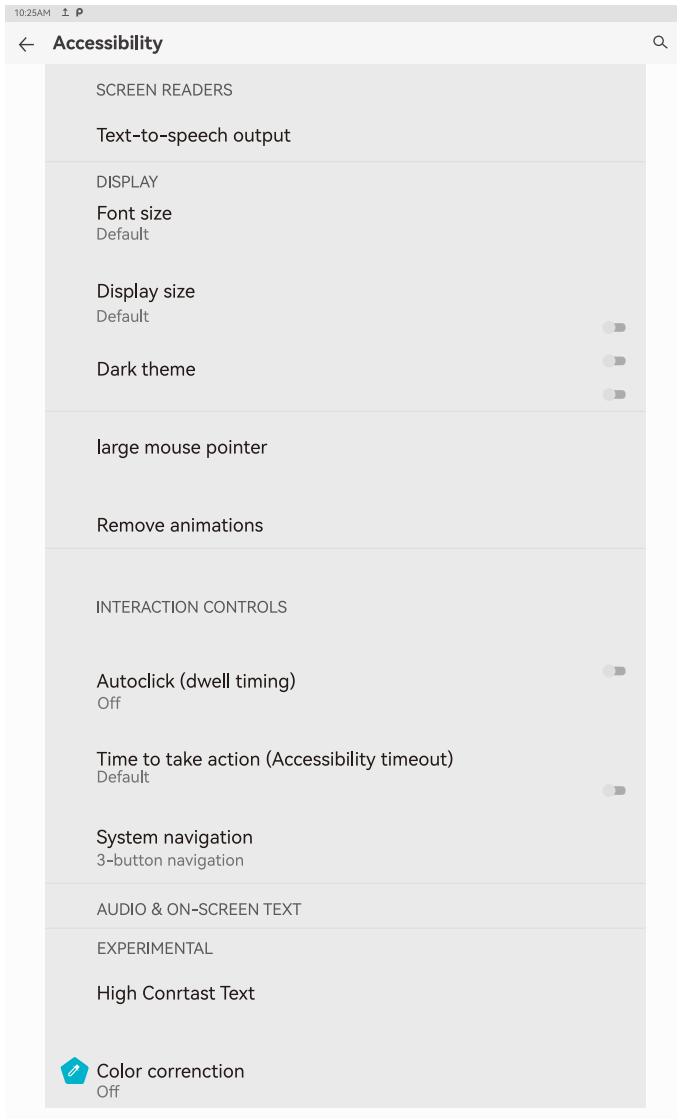 10:25AM
Accessibility
SCREEN READERS
Text-to-speech output
DISPLAY
Font size
Default
Display size
Default
Dark theme
large mouse pointer
Remove animations
INTERACTION CONTROLS
Autoclick (dwell timing)
Off
Time to take action (Accessibility timeout)
Default
System navigation
3-button navigation
AUDIO & ON-SCREEN TEXT
EXPERIMENTAL
High Conrtast Text
Color correnction
Off